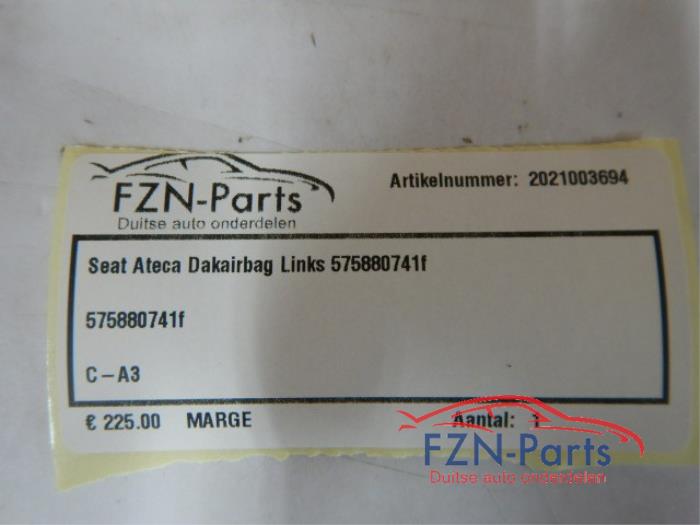 FZN-Parts
Duitse auto onderdelen
Artikelnummer: 2021003694
Seat Ateca Dakairbag Links 575880741f
575880741f
C-A3
€ 225.00 MARGE Aantal: 1
FZN-Parts
Duitse auto onderdelen